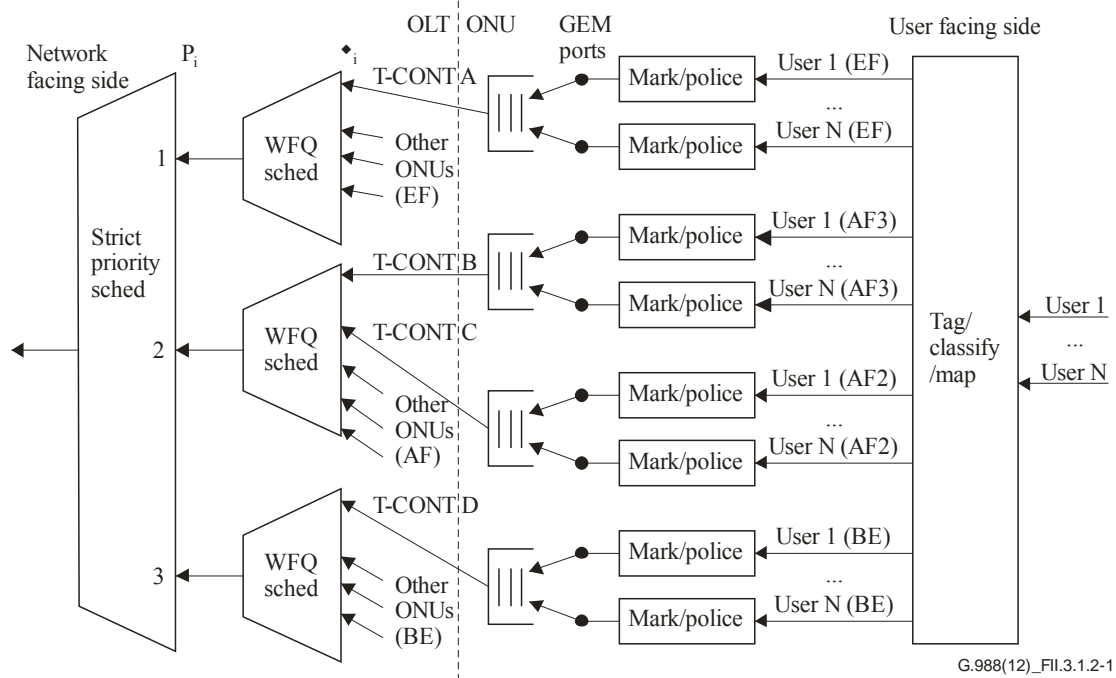 OLT
ONU
GEM
ports
User facing side
Network
facing side
Pi
◆i
T-CONT A
WFQ
sched
Other
ONUs
(EF)
1
Mark/police
User 1 (EF)
...
Mark/police
User N (EF)
Strict
priority
sched
T-CONT B
Mark/police
User 1 (AF3)
...
Mark/police
User N (AF3)
2
WFQ
sched
T-CONT C
Other
ONUs
(AF)
Mark/police
User 1 (AF2)
...
Mark/police
User N (AF2)
Tag/
classify
/map
User 1
...
User N
3
WFQ
sched
T-CONT D
Other
ONUs
(BE)
Mark/police
User 1 (BE)
...
Mark/police
User N (BE)
G.988(12)_FII.3.1.2-1